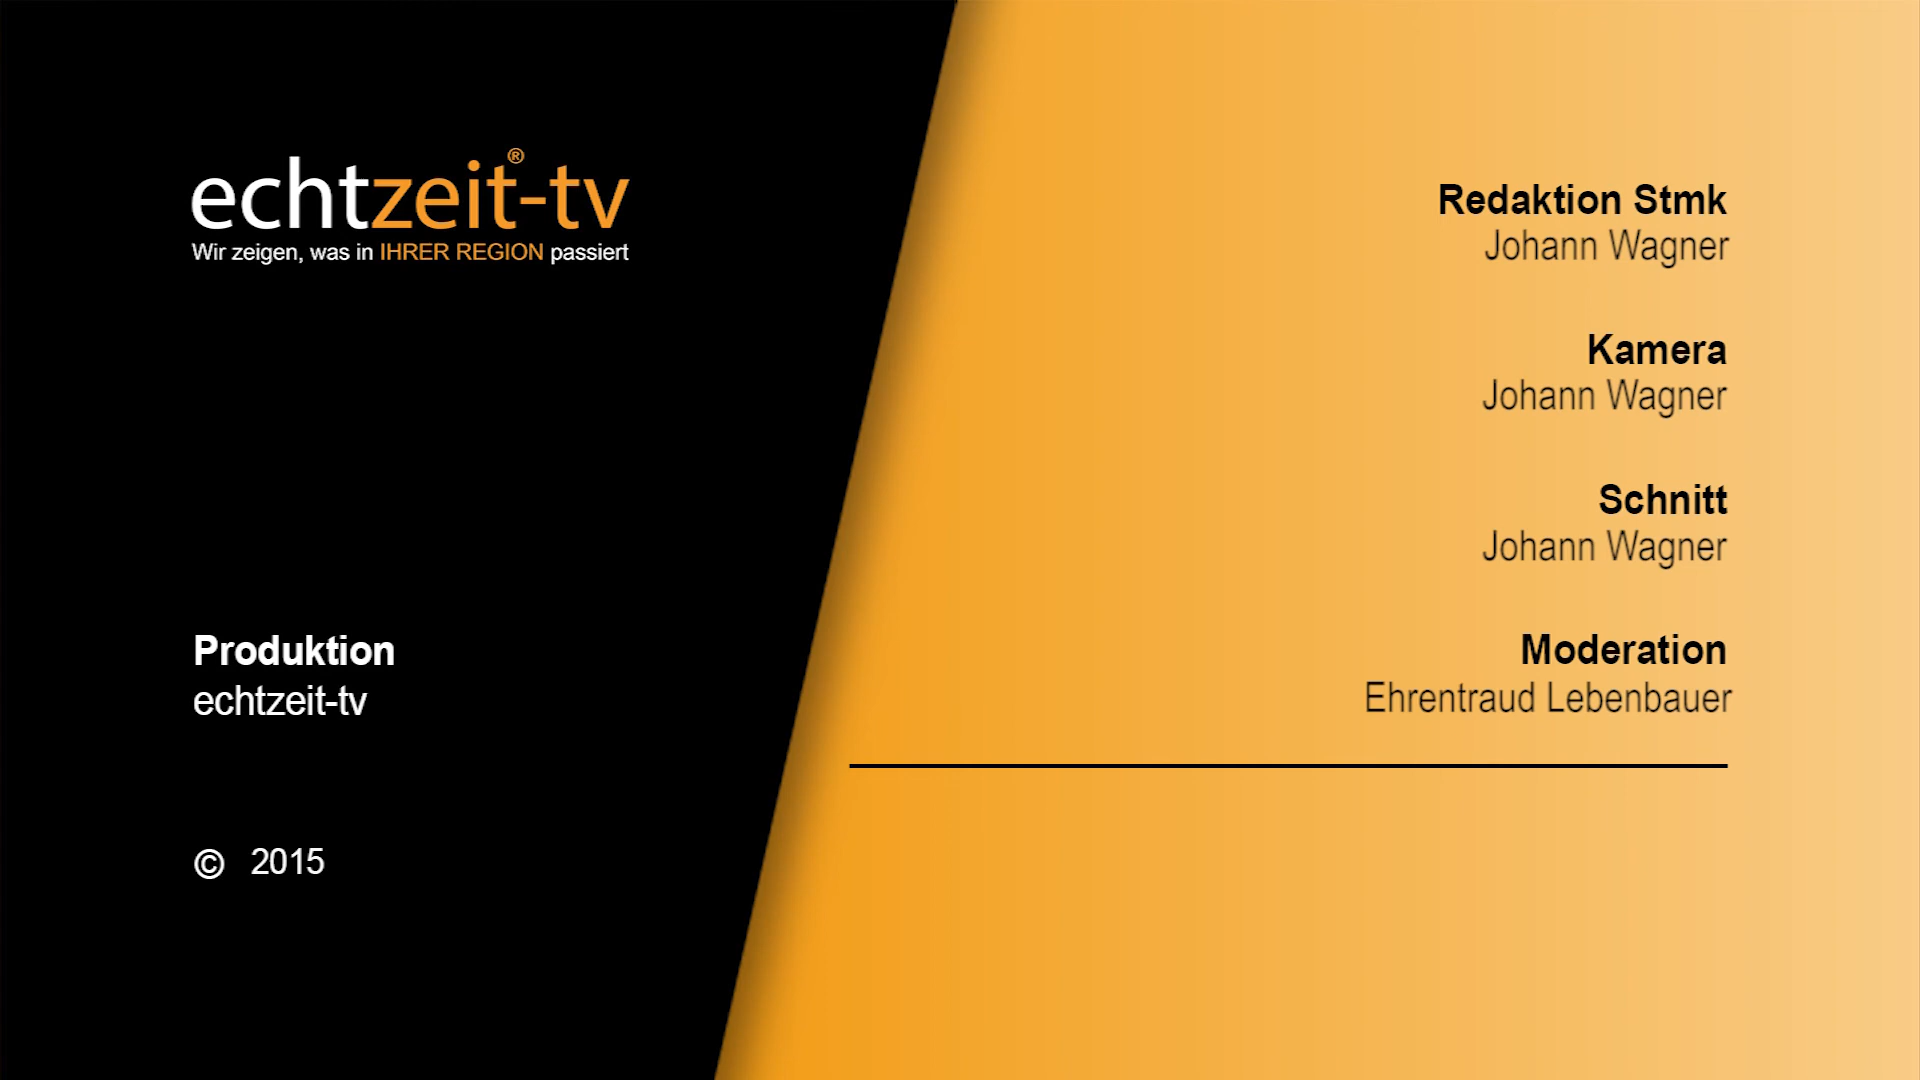 echtzeit-tv®
Wir zeigen, was in IHRER REGION passiert
Produktion
echtzeit-tv
© 2015
Redaktion Stmk
Johann Wagner
Kamera
Johann Wagner
Schnitt
Johann Wagner
Moderation
Ehrentraud Lebenbauer